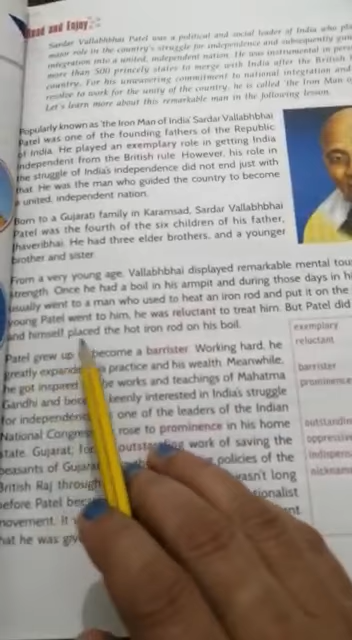 Read and Enjoy
Sardar Vallabhbhai Patel was a political and social leader of India who
major role in the country's struggle for independence and subsequently
integration into a united, independent nation. He was instrumental in
more than 500 princely states to merge with India after the British
country. For his unwavering commitment to national integration and
resolve to work for the unity of the country, he is called 'the Iron Man
Let's learn more about this remarkable man in the following lesson.
Popularly known as 'the Iron Man of India' Sardar Vallabhbhai
Patel was one of the founding fathers of the Republic
of India. He played an exemplary role in getting India
independent from the British rule. However, his role in
the struggle of India's independence did not end just with
that. He was the man who guided the country to become
a united, independent nation.
Born to a Gujarati family in Karamsad, Sardar Vallabhbhai
Patel was the fourth of the six children of his father,
Jhaveribhai. He had three elder brothers, and a younger
brother and sister.
From a very young age, Vallabhbhai displayed remarkable mental
strength. Once he had a boil in his armpit and during those days in
usually went to a man who used to heat an iron rod and put it on the
young Patel went to him, he was reluctant to treat him. But Patel did
and himself placed the hot iron rod on his boil.
Patel grew up become a barrister. Working hard, he
greatly practice and his wealth. Meanwhile,
he got inspired the works and teachings of Mahatma
Gandhi and keenly interested in India's struggle
for one of the leaders of the Indian
National rose to prominence in his home
state, Gujarat, work of saving the
peasants of policies of the
British Raj through wasn't long
before Patel
movement.
that he was
exemplary
reluctant
barrister
prominence